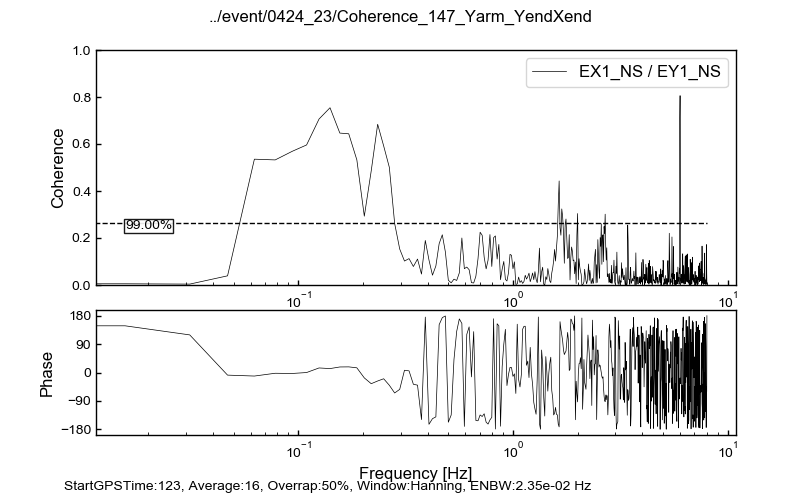 ../event/0424_23/Coherence_147_Yarm_YendXend
1.0
EX1_NS / EY1_NS
0.8
0.6
Coherence
0.4
99.00%
0.2
0.0
10⁻¹ 10⁰ 10¹
180
90
Phase
0
−90
−180
10⁻¹ 10⁰ 10¹
Frequency [Hz]
StartGPSTime:123, Average:16, Overrap:50%, Window:Hanning, ENBW:2.35e-02 Hz